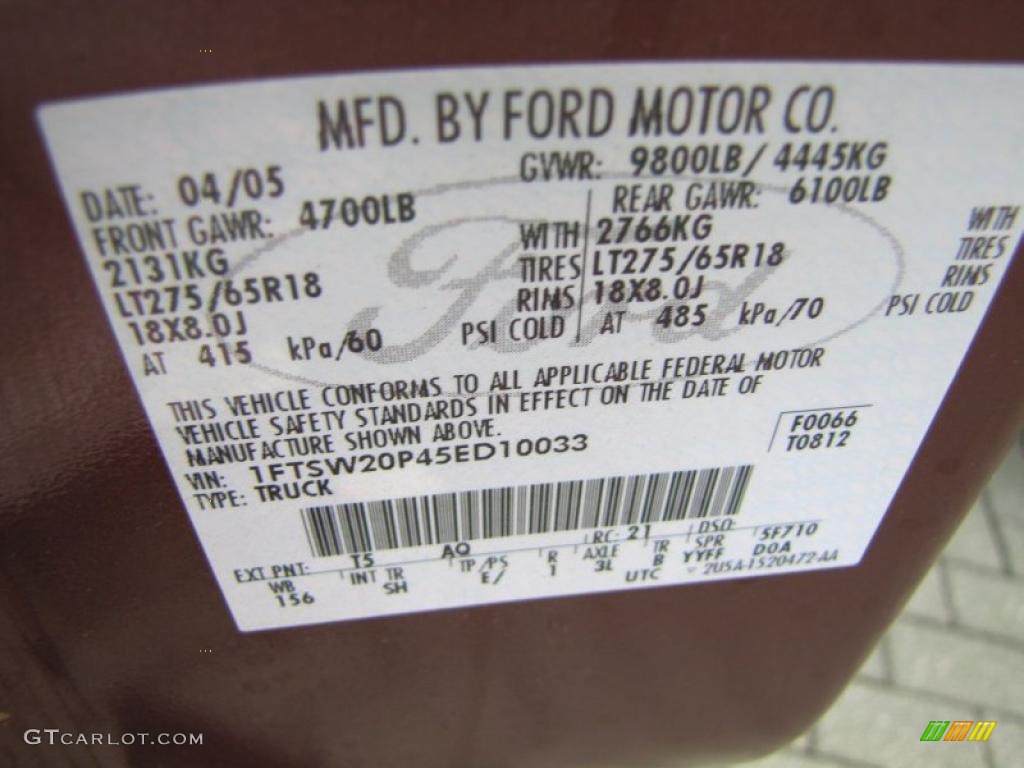 MFD. BY FORD MOTOR CO.
DATE: 04/05 GVWR: 9800LB/ 4445KG
FRONT GAWR: 4700LB REAR GAWR: 6100LB
2131KG WITH 2766KG WITH
LT275/65R18 TIRES LT275/65R18 TIRES
18X8.0J RIMS 18X8.0J RIMS
AT 415 kPa/60 PSI COLD AT 485 kPa/70 PSI COLD
Ford
THIS VEHICLE CONFORMS TO ALL APPLICABLE FEDERAL MOTOR
VEHICLE SAFETY STANDARDS IN EFFECT ON THE DATE OF
MANUFACTURE SHOWN ABOVE.
VIN: 1FTSW20P45ED10033 F0066
TYPE: TRUCK T0812
EXT PNT: T5 AQ RC: 21 DSO: 5F710
WB INT TR TP/PS R AXLE TR SPR DOA
156 SH E/ 1 3L B YYFF
UTC 2U5A-1520472-AA
GTCARLOT.COM